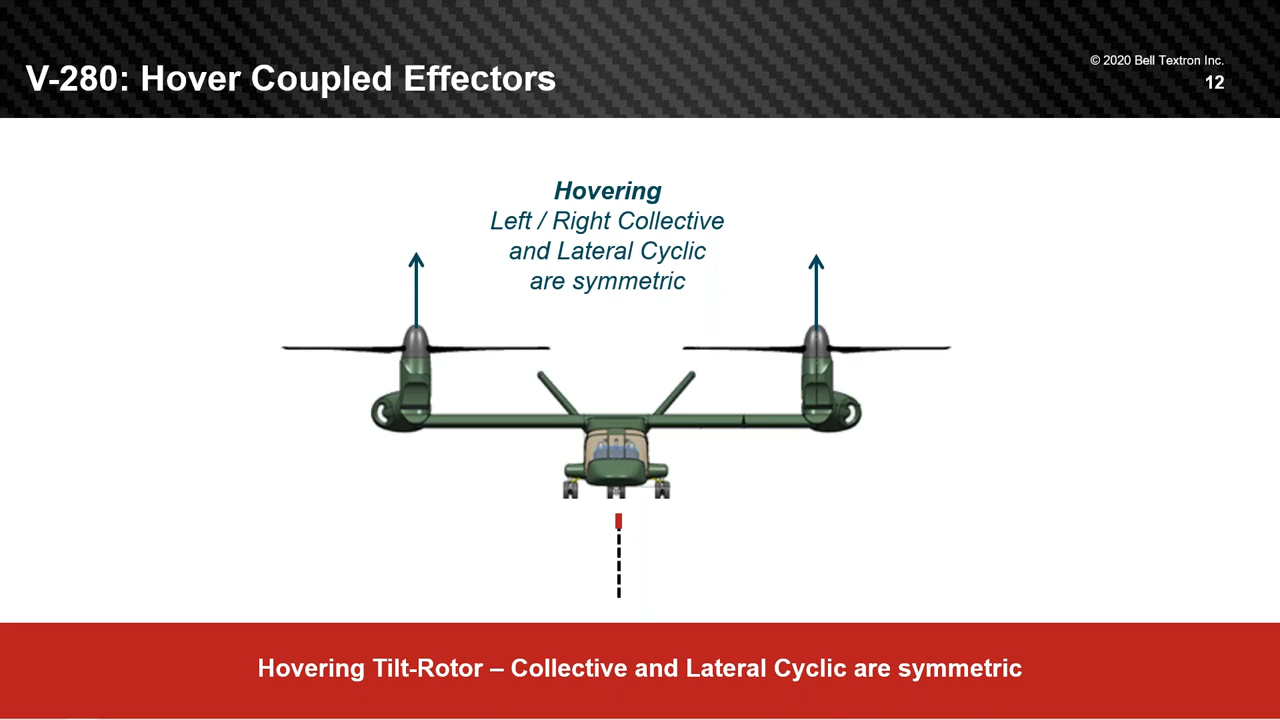 V-280: Hover Coupled Effectors
© 2020 Bell Textron Inc.
12
Hovering
Left / Right Collective
and Lateral Cyclic
are symmetric
Hovering Tilt-Rotor – Collective and Lateral Cyclic are symmetric